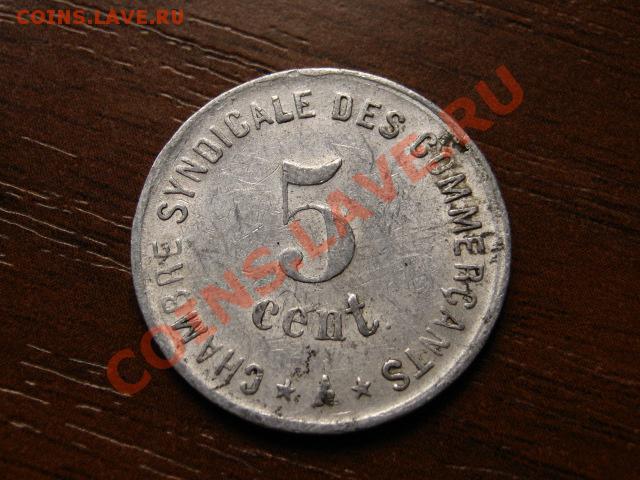 COINS.LAVE.RU
CHAMBRE SYNDICALE DES COMMERÇANTS
5
cent
★ A ★
COINS.LAVE.RU